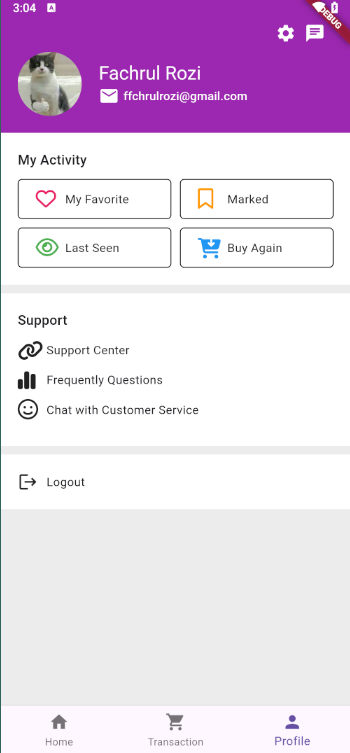 3:04
A
DEBUG
Fachrul Rozi
ffchrulrozi@gmail.com
My Activity
My Favorite
Marked
Last Seen
Buy Again
Support
Support Center
Frequently Questions
Chat with Customer Service
Logout
Home
Transaction
Profile